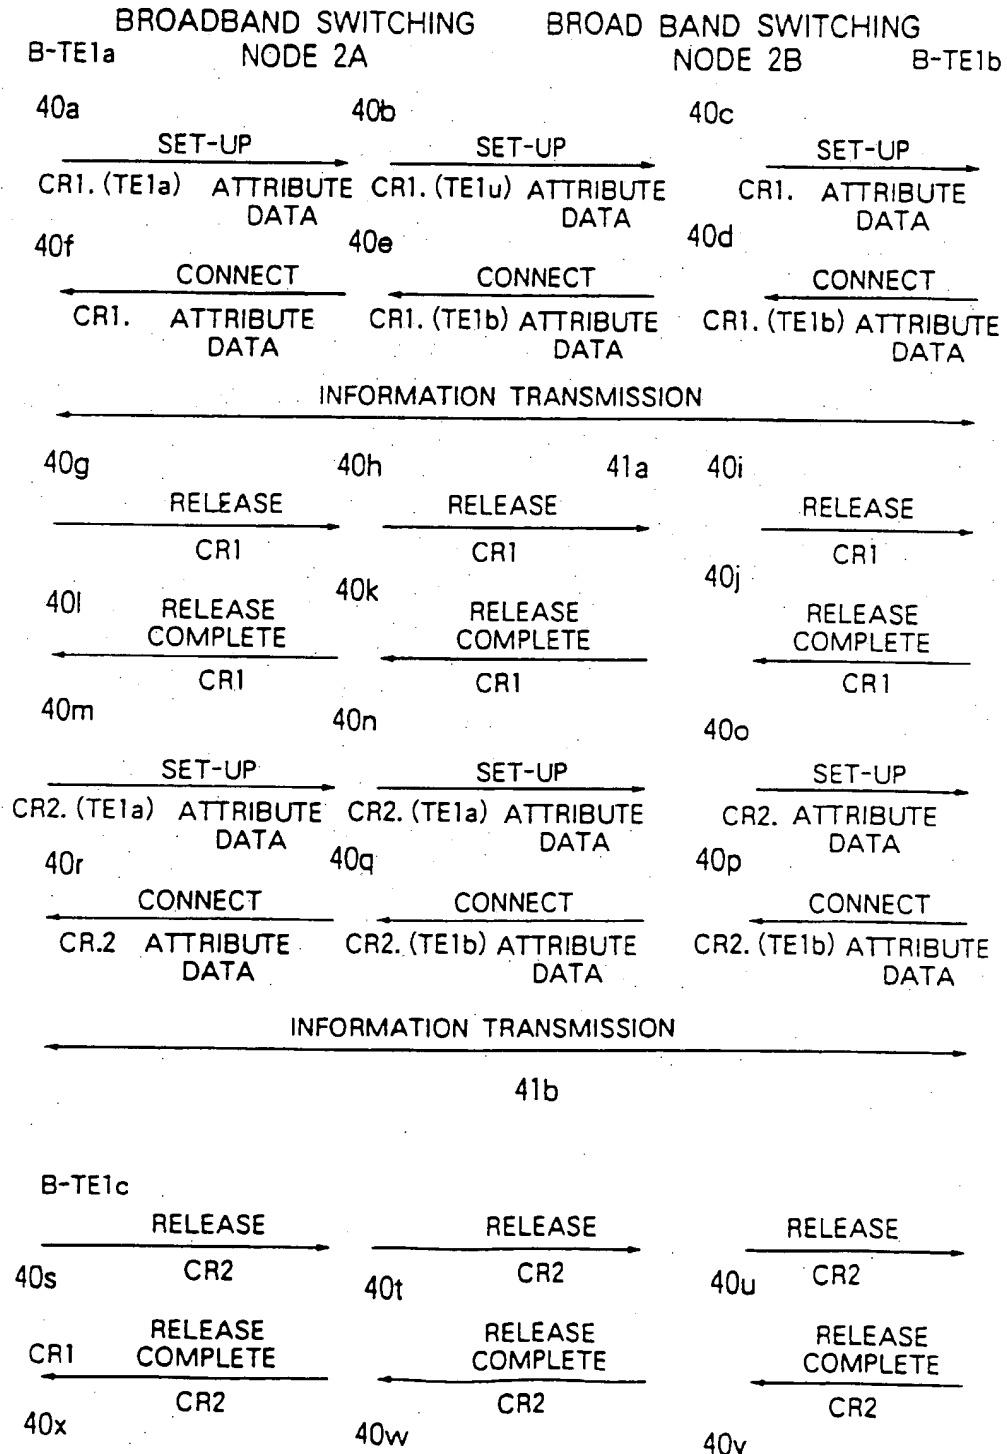 BROADBAND SWITCHING BROAD BAND SWITCHING
B-TE1a NODE 2A NODE 2B B-TE1b
40a 40b 40c
SET-UP SET-UP SET-UP
CR1. (TE1a) ATTRIBUTE CR1. (TE1u) ATTRIBUTE CR1. ATTRIBUTE
DATA DATA DATA
40f 40e 40d
CONNECT CONNECT CONNECT
CR1. ATTRIBUTE CR1. (TE1b) ATTRIBUTE CR1. (TE1b) ATTRIBUTE
DATA DATA DATA
INFORMATION TRANSMISSION
40g 40h 41a 40i
RELEASE RELEASE RELEASE
CR1 CR1 CR1
40l 40k 40j
RELEASE RELEASE RELEASE
COMPLETE COMPLETE COMPLETE
CR1 CR1 CR1
40m 40n 40o
SET-UP SET-UP SET-UP
CR2. (TE1a) ATTRIBUTE CR2. (TE1a) ATTRIBUTE CR2. ATTRIBUTE
DATA DATA DATA
40r 40q 40p
CONNECT CONNECT CONNECT
CR.2 ATTRIBUTE CR2. (TE1b) ATTRIBUTE CR2. (TE1b) ATTRIBUTE
DATA DATA DATA
INFORMATION TRANSMISSION
41b
B-TE1c
RELEASE RELEASE RELEASE
CR2 CR2 CR2
40s 40t 40u
RELEASE RELEASE RELEASE
CR1 COMPLETE COMPLETE COMPLETE
CR2 CR2 CR2
40x 40w 40v